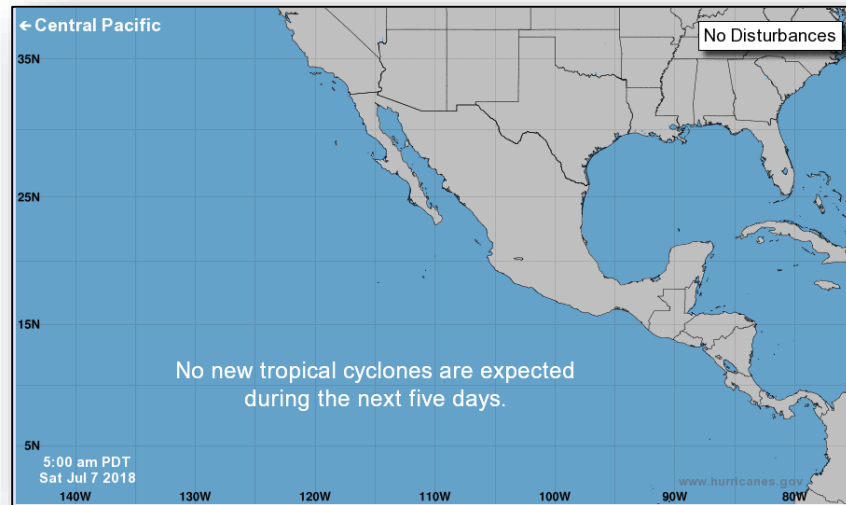 ← Central Pacific
No Disturbances
35N
25N
15N
No new tropical cyclones are expected
during the next five days.
5N
5:00 am PDT
Sat Jul 7 2018
www.hurricanes.gov
140W 130W 120W 110W 100W 90W 80W